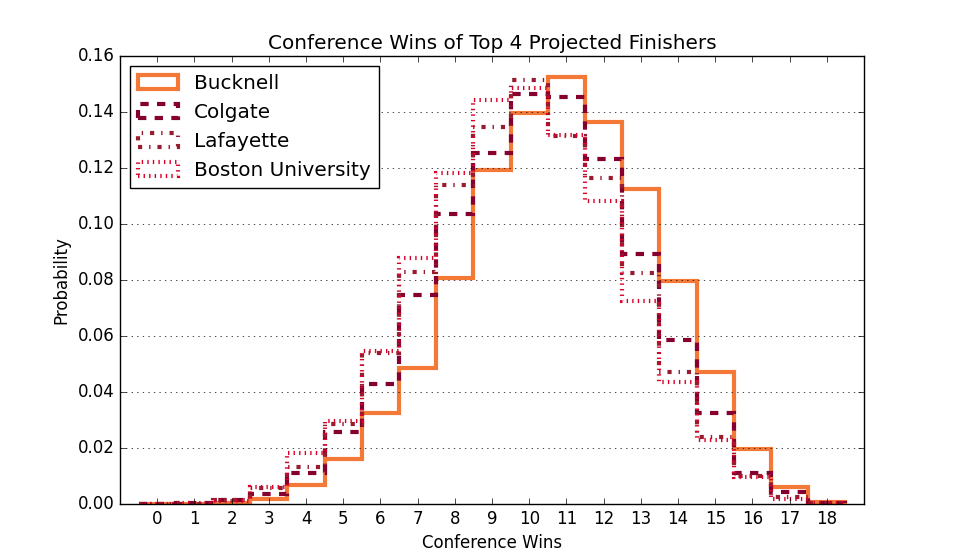 Conference Wins of Top 4 Projected Finishers
0.16
0.14
0.12
0.10
0.08
0.06
0.04
0.02
0.00
Probability
Bucknell
Colgate
Lafayette
Boston University
0 1 2 3 4 5 6 7 8 9 10 11 12 13 14 15 16 17 18
Conference Wins